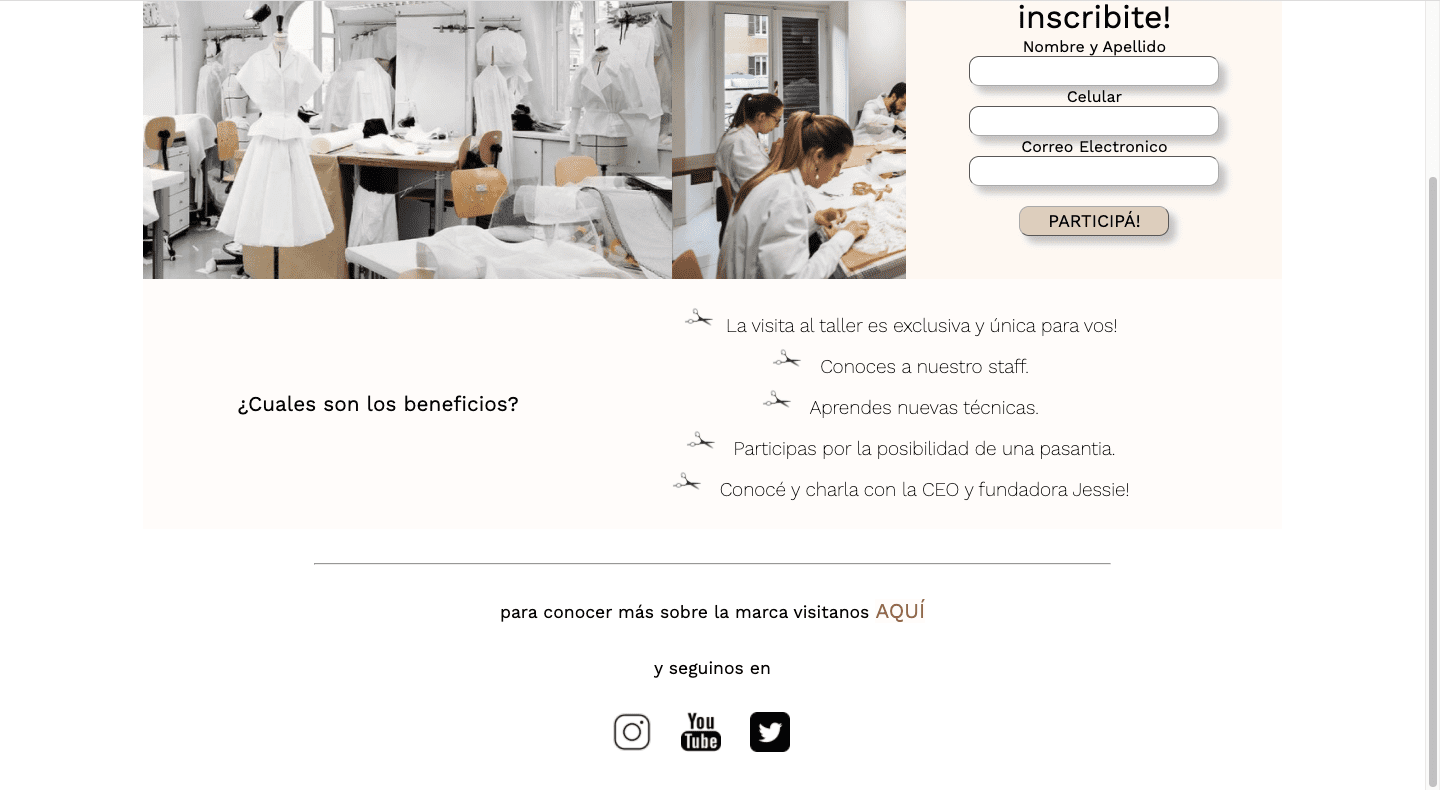 inscribite!
Nombre y Apellido
Celular
Correo Electronico
PARTICIPÁ!
¿Cuales son los beneficios?
La visita al taller es exclusiva y única para vos!
Conoces a nuestro staff.
Aprendes nuevas técnicas.
Participas por la posibilidad de una pasantia.
Conocé y charla con la CEO y fundadora Jessie!
para conocer más sobre la marca visitanos AQUÍ
y seguinos en
You
Tube